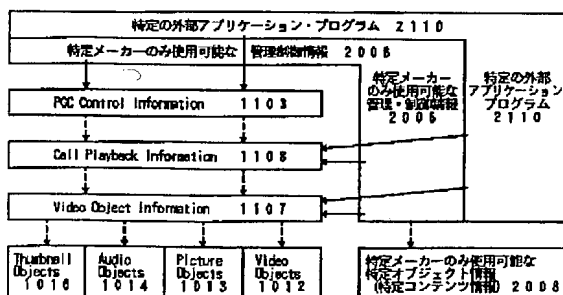 特定の外部アプリケーション・プログラム 2110
特定メーカーのみ使用可能な 管理制御情報 2006
特定メーカー
のみ使用可能な
管理・制御情報
2006
特定の外部
アプリケーション
プログラム
2110
PGC Control Information 1103
Call Playback Information 1108
Video Object Information 1107
Thumbnail
Objects
1016
Audio
Objects
1014
Picture
Objects
1013
Video
Objects
1012
特定メーカーのみ使用可能な
特定オブジェクト情報
(特定コンテンツ情報) 2008